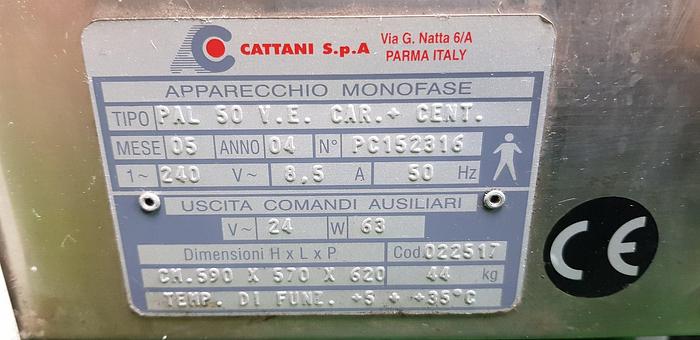 CATTANI S.p.A
Via G. Natta 6/A
PARMA ITALY
APPARECCHIO MONOFASE
TIPO PAL 50 V.E. CAR.+ CENT.
MESE 05 ANNO 04 N° PC152316
1~ 240 V~ 8,5 A 50 Hz
USCITA COMANDI AUSILIARI
V~ 24 W 63
Dimensioni H x L x P Cod. 022517
CM.590 X 570 X 620 44 kg
TEMP. DI FUNZ. +5 + +35°C
CE